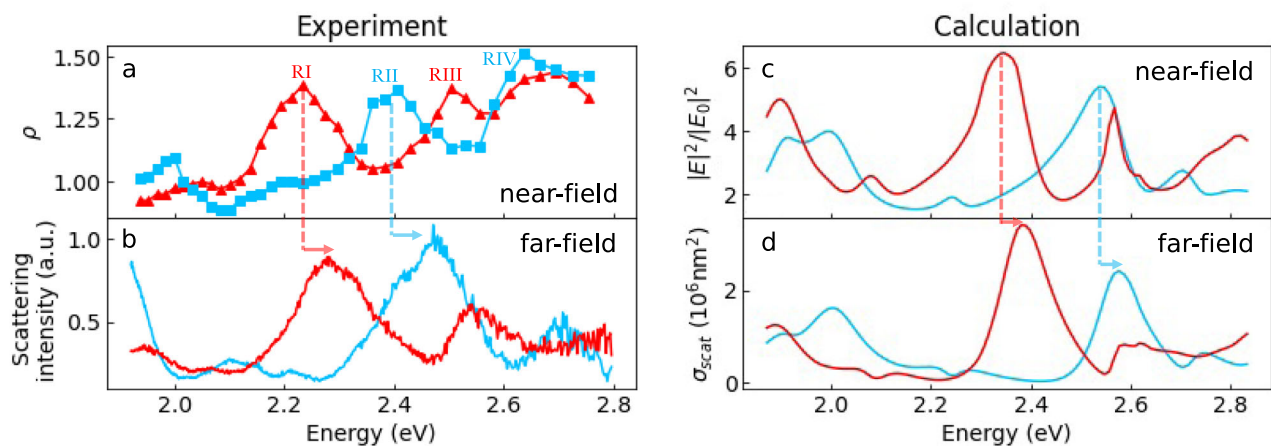 Experiment
1.50
1.25
1.00
ρ
a
RI
RII
RIII
RIV
near-field
Scattering
intensity (a.u.)
1.0
0.5
b
far-field
2.0 2.2 2.4 2.6 2.8
Energy (eV)
Calculation
|E|²/|E₀|²
6
4
2
c
near-field
σscat (10⁶nm²)
2
0
d
far-field
2.0 2.2 2.4 2.6 2.8
Energy (eV)